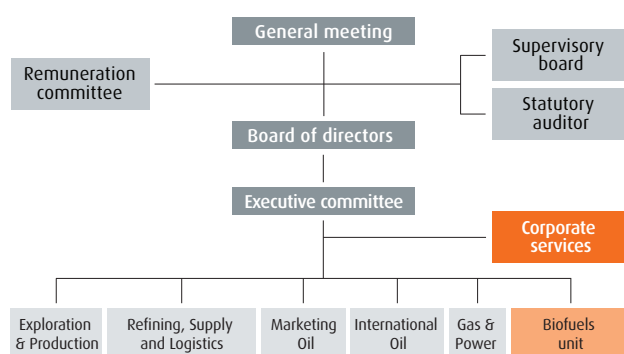 General meeting
Supervisory
board
Remuneration
committee
Statutory
auditor
Board of directors
Executive committee
Corporate
services
Exploration
& Production
Refining, Supply
and Logistics
Marketing
Oil
International
Oil
Gas &
Power
Biofuels
unit